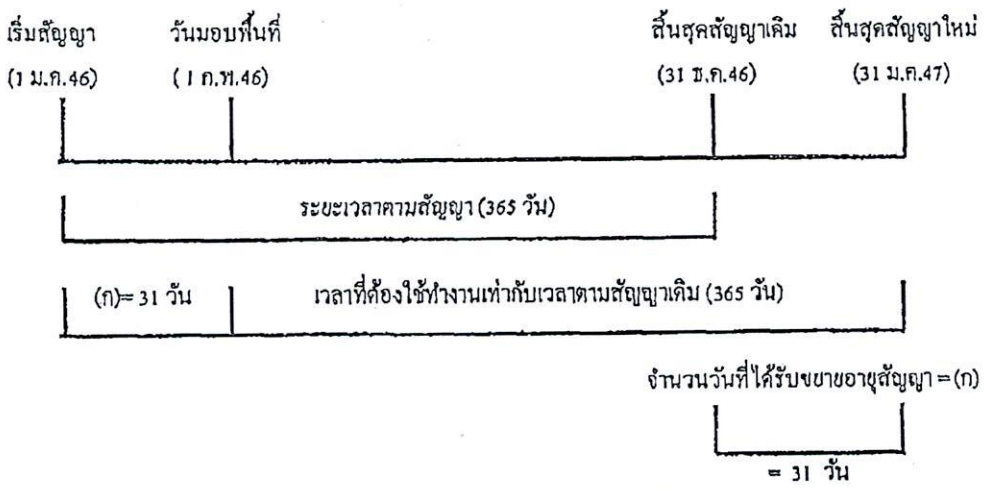 เริ่มสัญญา วันมอบพื้นที่ สิ้นสุดสัญญาเดิม สิ้นสุดสัญญาใหม่
(1 ม.ค.46) (1 ก.พ.46) (31 ธ.ค.46) (31 ม.ค.47)
ระยะเวลาตามสัญญา (365 วัน)
(ก)= 31 วัน เวลาที่ต้องใช้ทำงานเท่ากับเวลาตามสัญญาเดิม (365 วัน)
จำนวนวันที่ได้รับขยายอายุสัญญา = (ก)
= 31 วัน